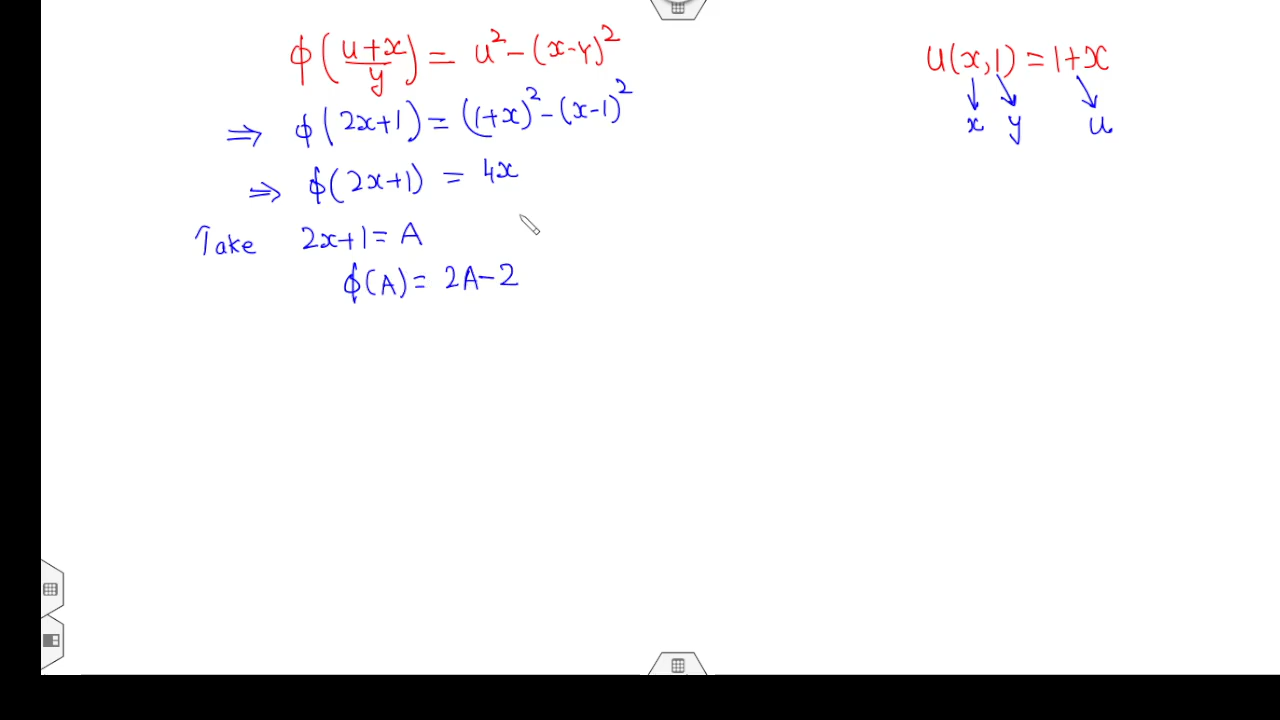 ϕ(u+x/y) = u²-(x-y)²
u(x,1) = 1+x
x y u
⇒ ϕ(2x+1) = (1+x)²-(x-1)²
⇒ ϕ(2x+1) = 4x
Take 2x+1 = A
ϕ(A) = 2A-2